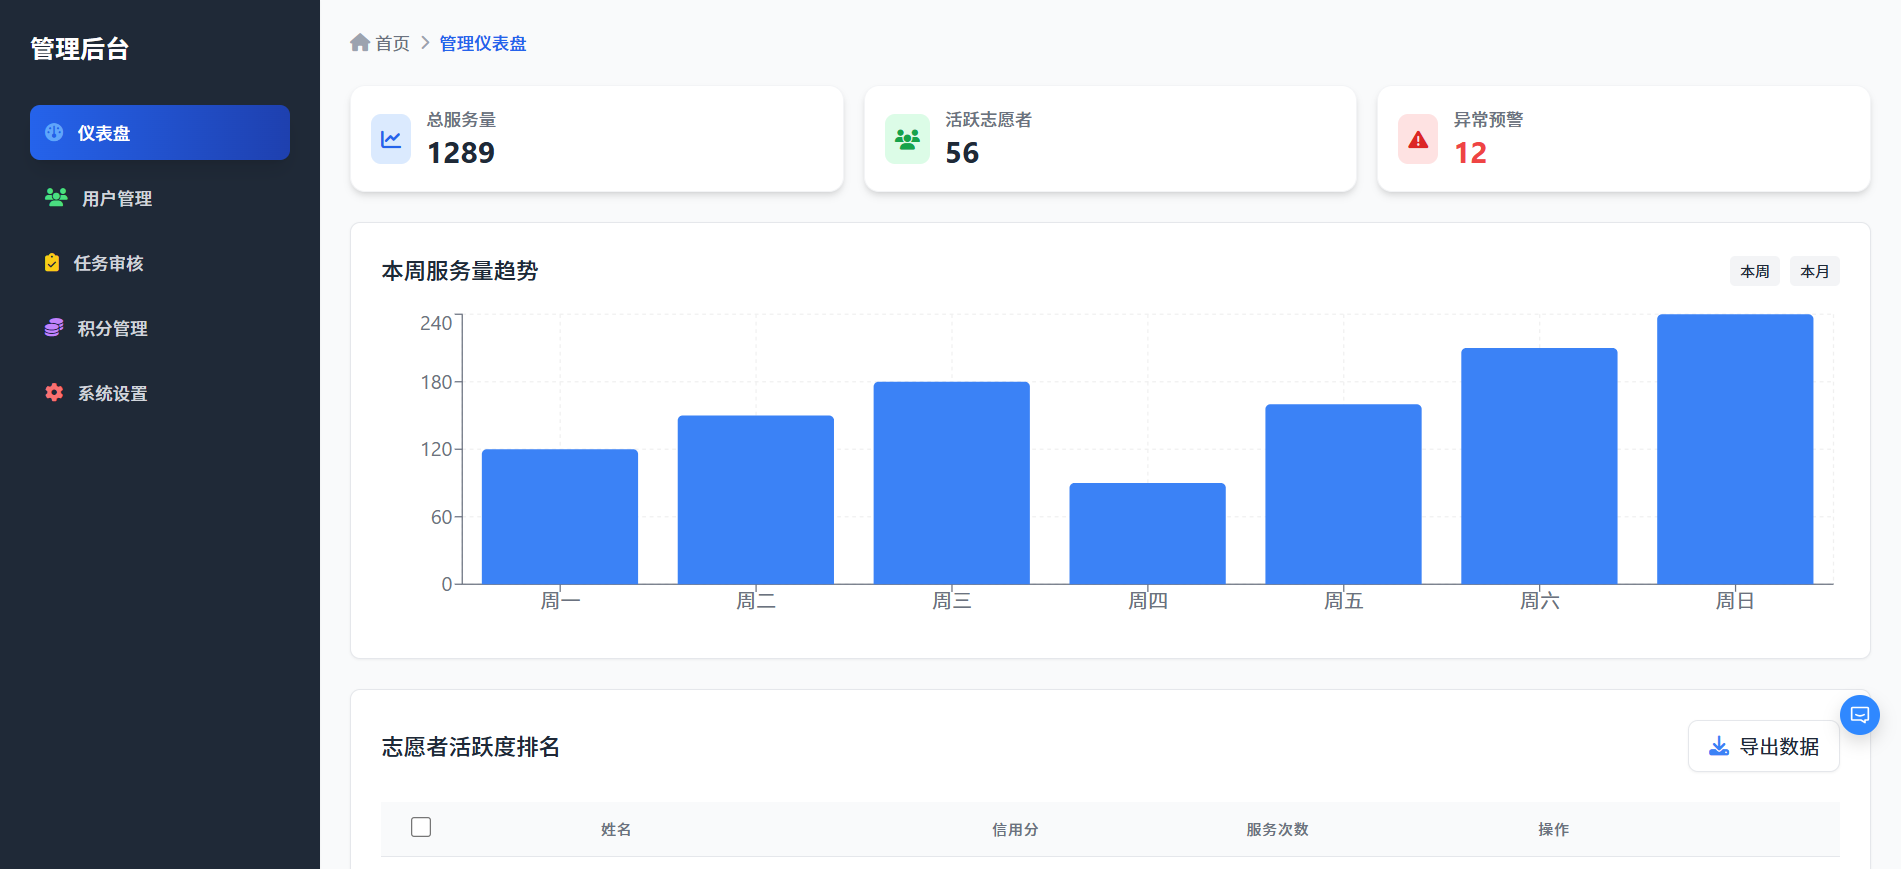 管理后台
仪表盘
用户管理
任务审核
积分管理
系统设置
首页 管理仪表盘
总服务量
1289
活跃志愿者
56
异常预警
12
本周服务量趋势
本周 本月
240
180
120
60
0
周一 周二 周三 周四 周五 周六 周日
志愿者活跃度排名
导出数据
姓名 信用分 服务次数 操作